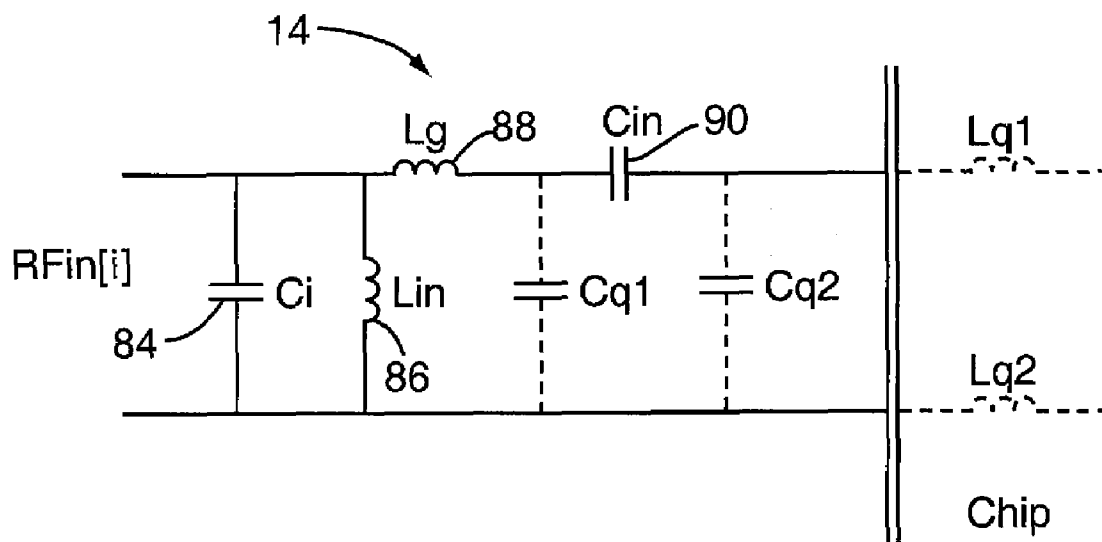 14
Lg
88
Cin
90
Lq1
RFin[i]
Ci
Lin
Cq1
Cq2
84
86
Lq2
Chip